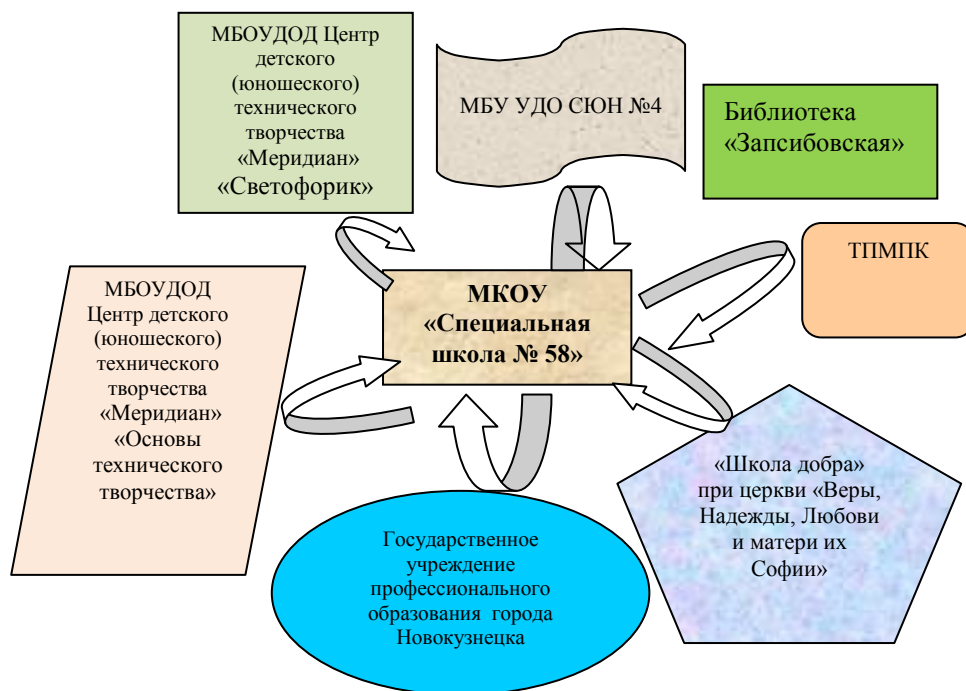 МБОУДОД Центр
детского
(юношеского)
технического
творчества
«Меридиан»
«Светофорик»
МБУ УДО СЮН №4
Библиотека
«Запсибовская»
ТПМПК
МКОУ
«Специальная
школа № 58»
МБОУДОД
Центр детского
(юношеского)
технического
творчества
«Меридиан»
«Основы
технического
творчества»
«Школа добра»
при церкви «Веры,
Надежды, Любови
и матери их
Софии»
Государственное
учреждение
профессионального
образования города
Новокузнецка